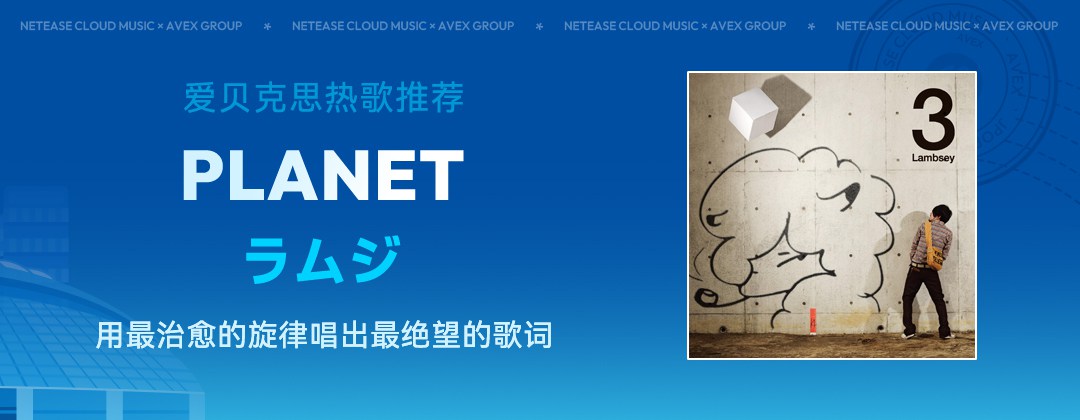 NETEASE CLOUD MUSIC × AVEX GROUP * NETEASE CLOUD MUSIC × AVEX GROUP * NETEASE CLOUD MUSIC × AVEX GROUP * NETEASE CLOUD MUSIC × AVEX GROUP
爱贝克思热歌推荐
PLANET
ラムジ
用最治愈的旋律唱出最绝望的歌词
3
Lambsey